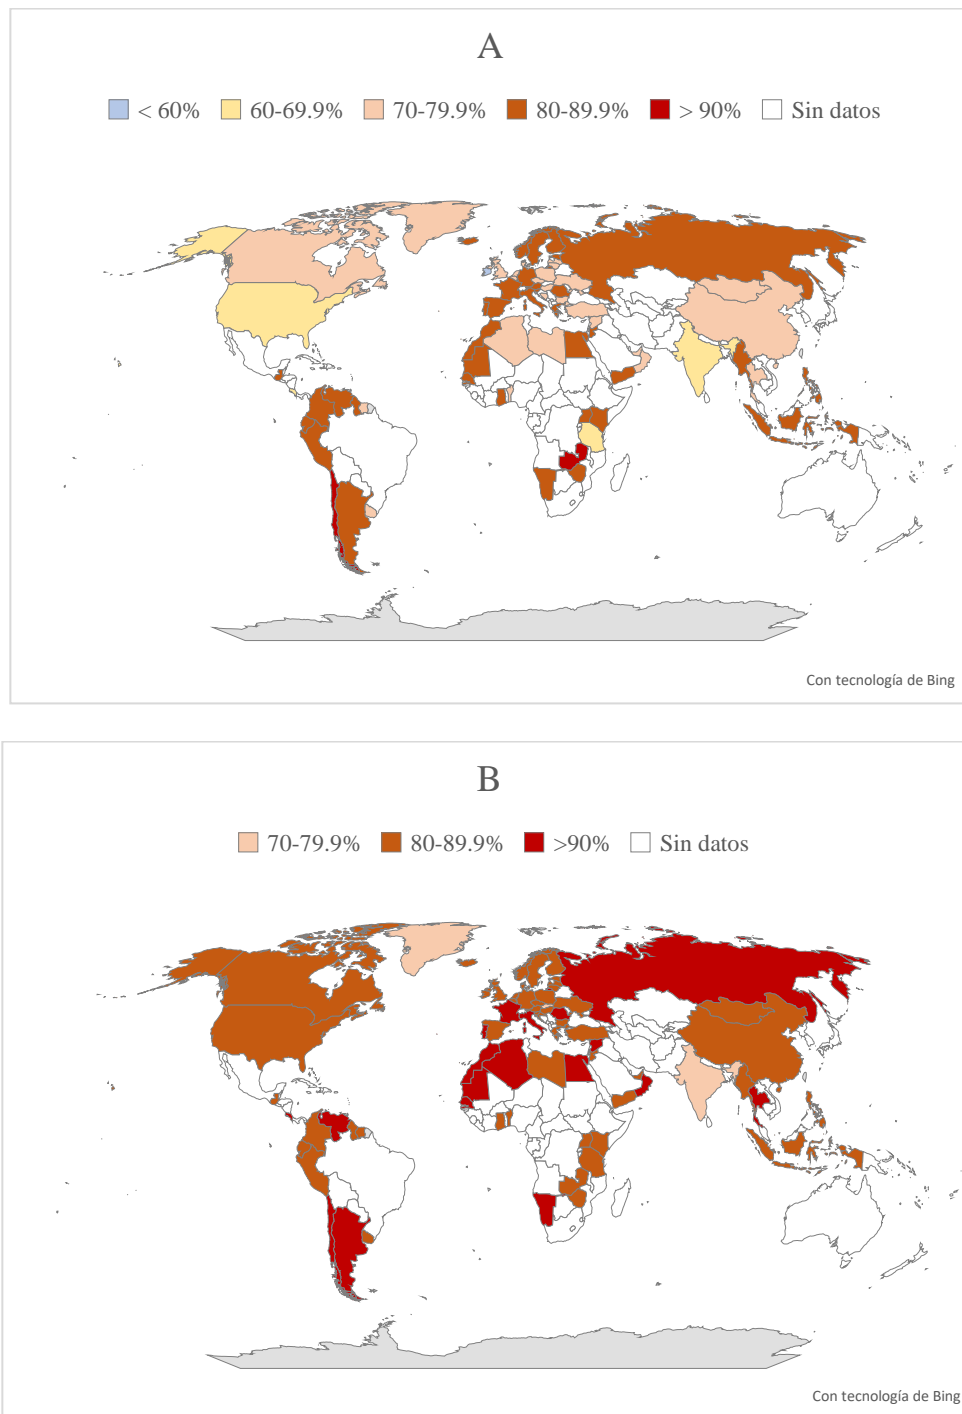 A
< 60% 60-69.9% 70-79.9% 80-89.9% > 90% Sin datos
Con tecnología de Bing
B
70-79.9% 80-89.9% >90% Sin datos
Con tecnología de Bing